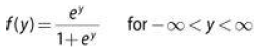 f(y) = e^y / (1 + e^y)   for −∞ < y < ∞